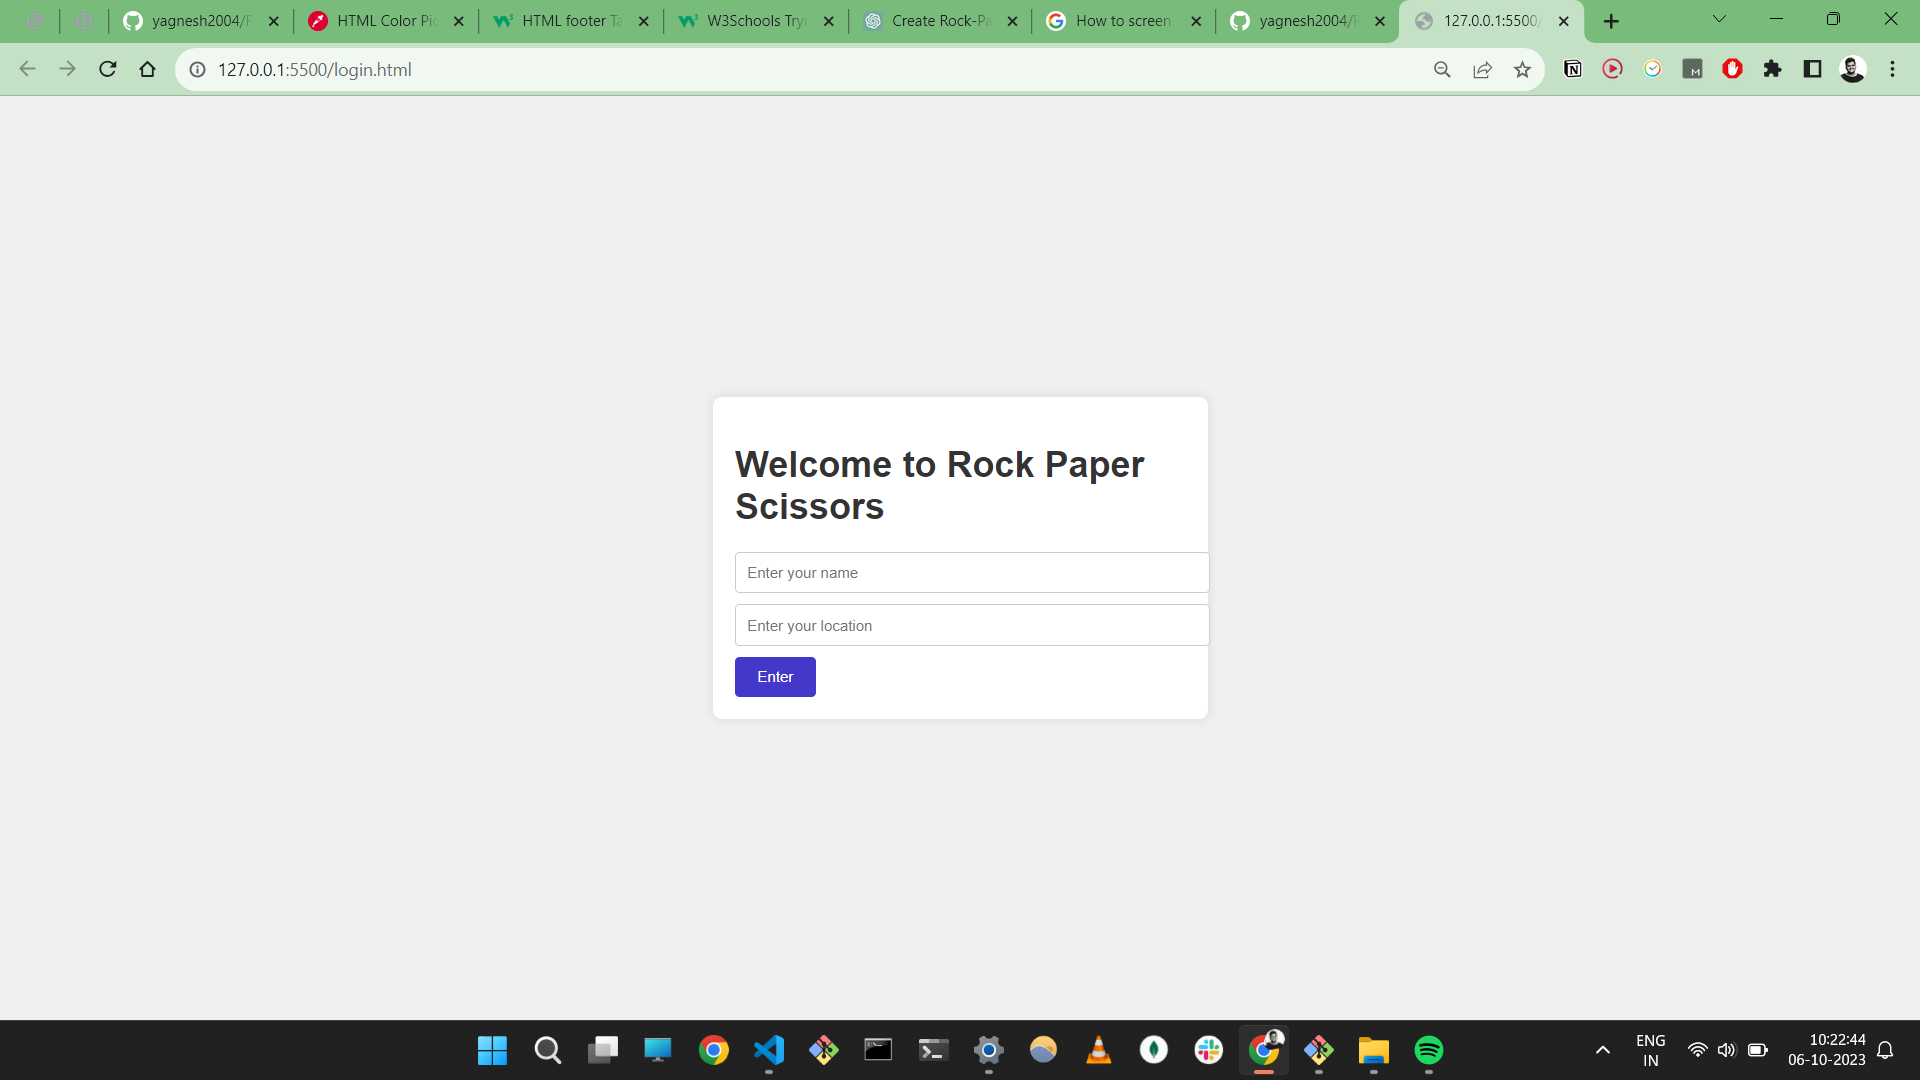 yagnesh2004/R
HTML Color Pic
HTML footer Ta
W3Schools Tryi
Create Rock-Pa
How to screen
yagnesh2004/R
127.0.0.1:5500/
127.0.0.1:5500/login.html
Welcome to Rock Paper
Scissors
Enter your name
Enter your location
Enter
ENG
IN
10:22:44
06-10-2023